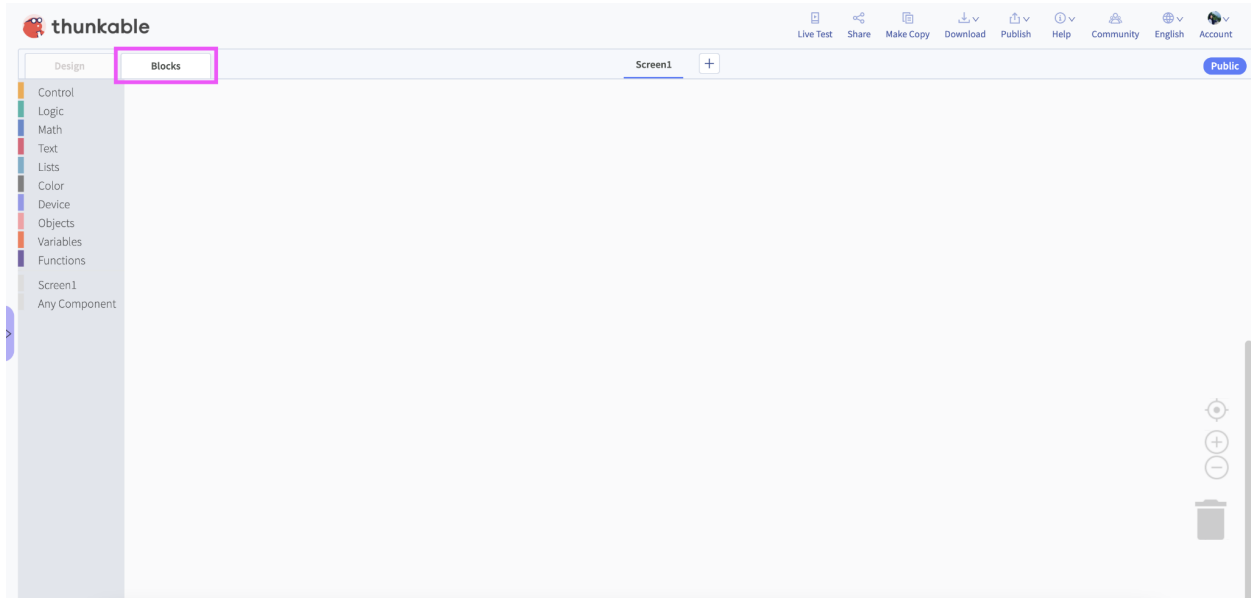 thunkable
Live Test Share Make Copy Download Publish Help Community English Account
Design Blocks Screen1 Public
Control
Logic
Math
Text
Lists
Color
Device
Objects
Variables
Functions
Screen1
Any Component